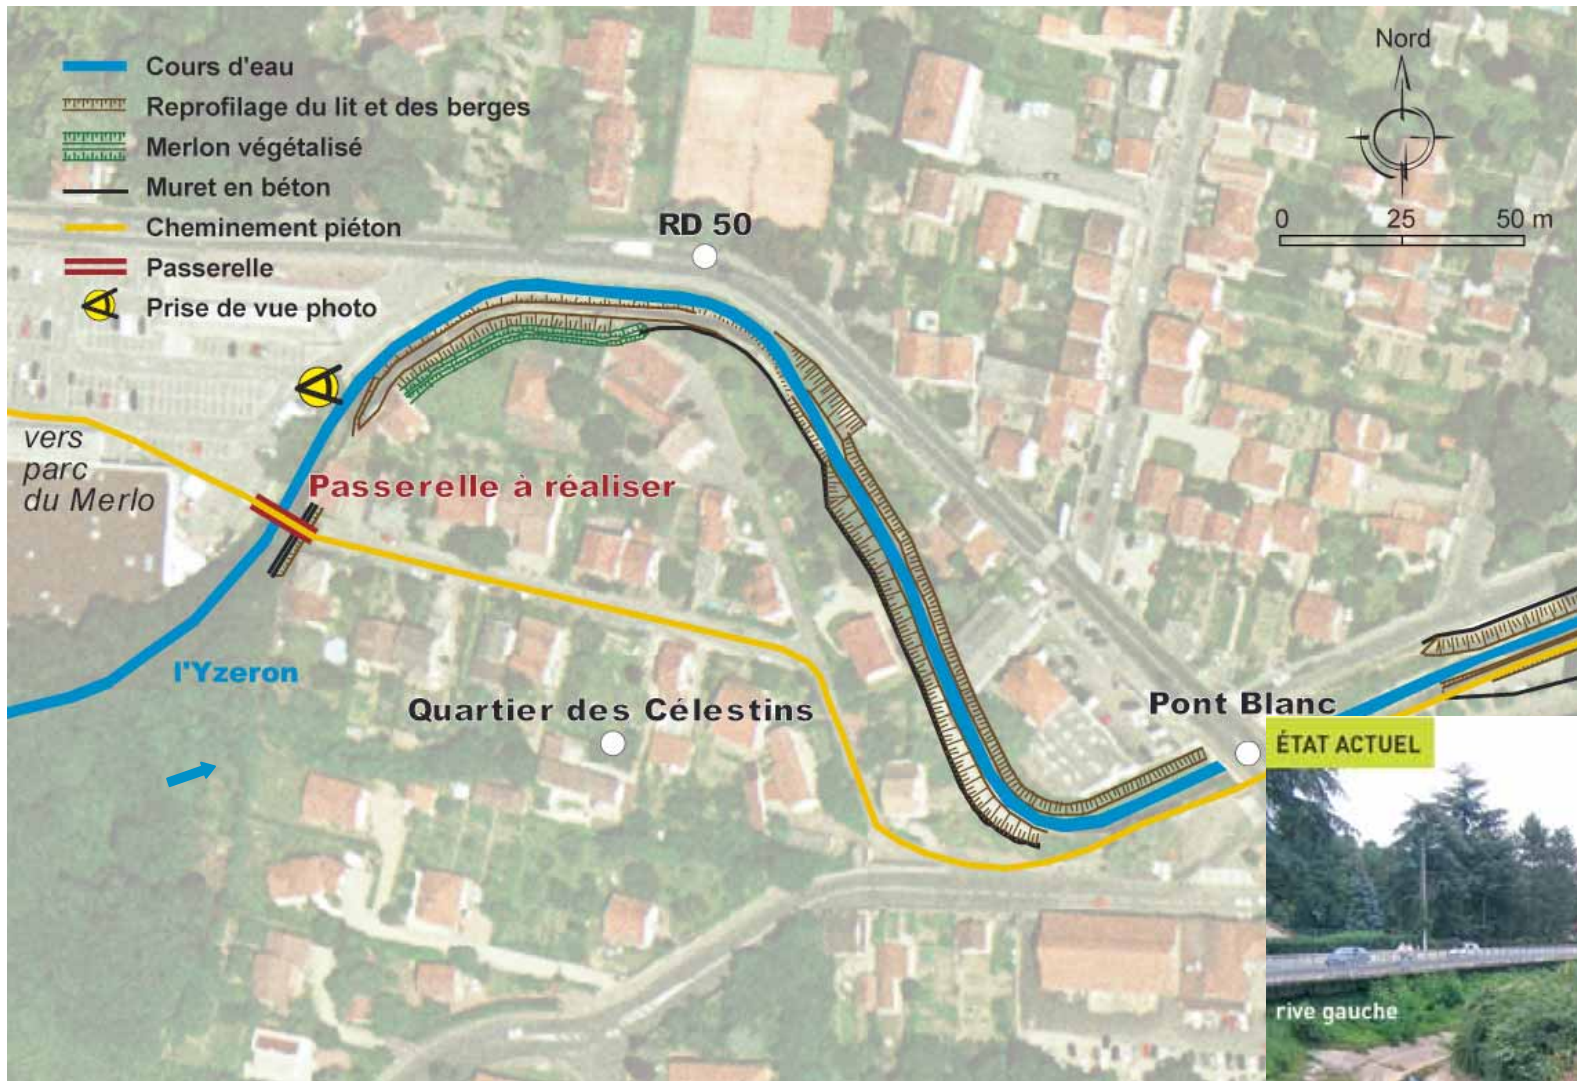 Cours d'eau
Reprofilage du lit et des berges
Merlon végétalisé
Muret en béton
Cheminement piéton
Passerelle
Prise de vue photo
Nord
0 25 50 m
RD 50
vers
parc
du Merlo
Passerelle à réaliser
l'Yzeron
Quartier des Célestins
Pont Blanc
ÉTAT ACTUEL
rive gauche